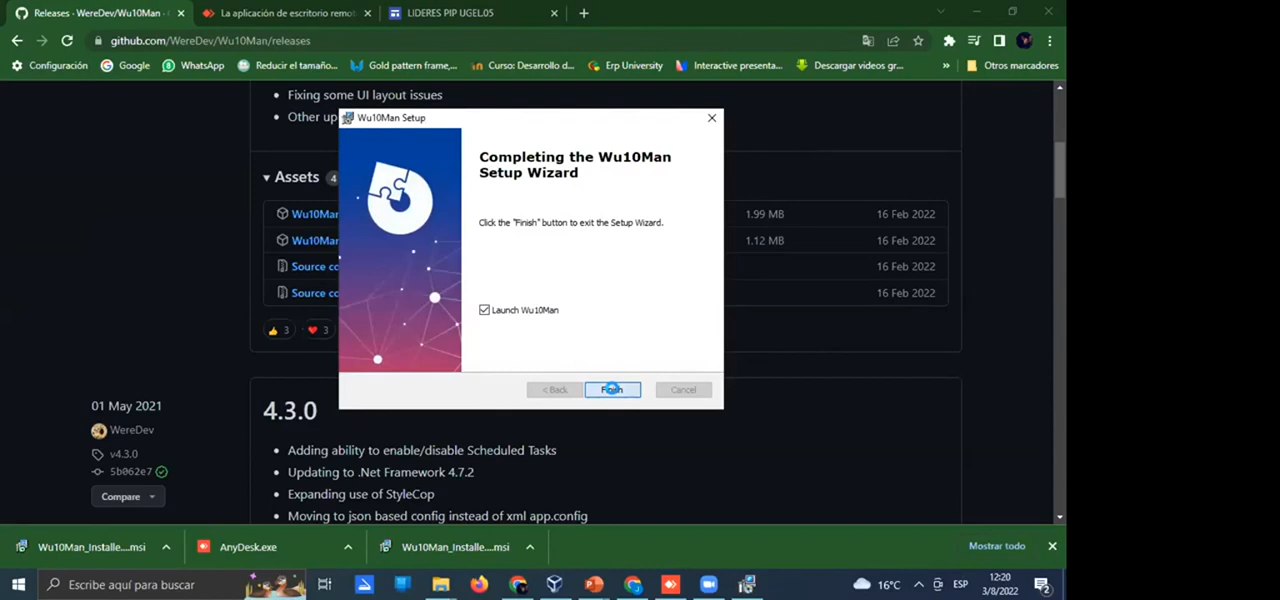 Releases · WereDev/Wu10Man ·
La aplicación de escritorio remo
LIDERES PIP UGEL.05
github.com/WereDev/Wu10Man/releases
Configuración
Google
WhatsApp
Reducir el tamaño...
Gold pattern frame,...
Curso: Desarrollo d...
Erp University
Interactive presenta...
Descargar videos gr...
»
Otros marcadores
Fixing some UI layout issues
Other up
Wu10Man Setup
Completing the Wu10Man
Setup Wizard
Click the "Finish" button to exit the Setup Wizard.
Launch Wu10Man
< Back
Finish
Cancel
Assets 4
Wu10Man
1.99 MB
16 Feb 2022
Wu10Man
1.12 MB
16 Feb 2022
Source co
16 Feb 2022
Source co
16 Feb 2022
3
3
01 May 2021
WereDev
v4.3.0
5b062e7
Compare
4.3.0
Adding ability to enable/disable Scheduled Tasks
Updating to .Net Framework 4.7.2
Expanding use of StyleCop
Moving to json based config instead of xml app.config
Wu10Man_Installe....msi
AnyDesk.exe
Wu10Man_Installe....msi
Mostrar todo
Escribe aquí para buscar
16°C
ESP
12:20
3/8/2022
2